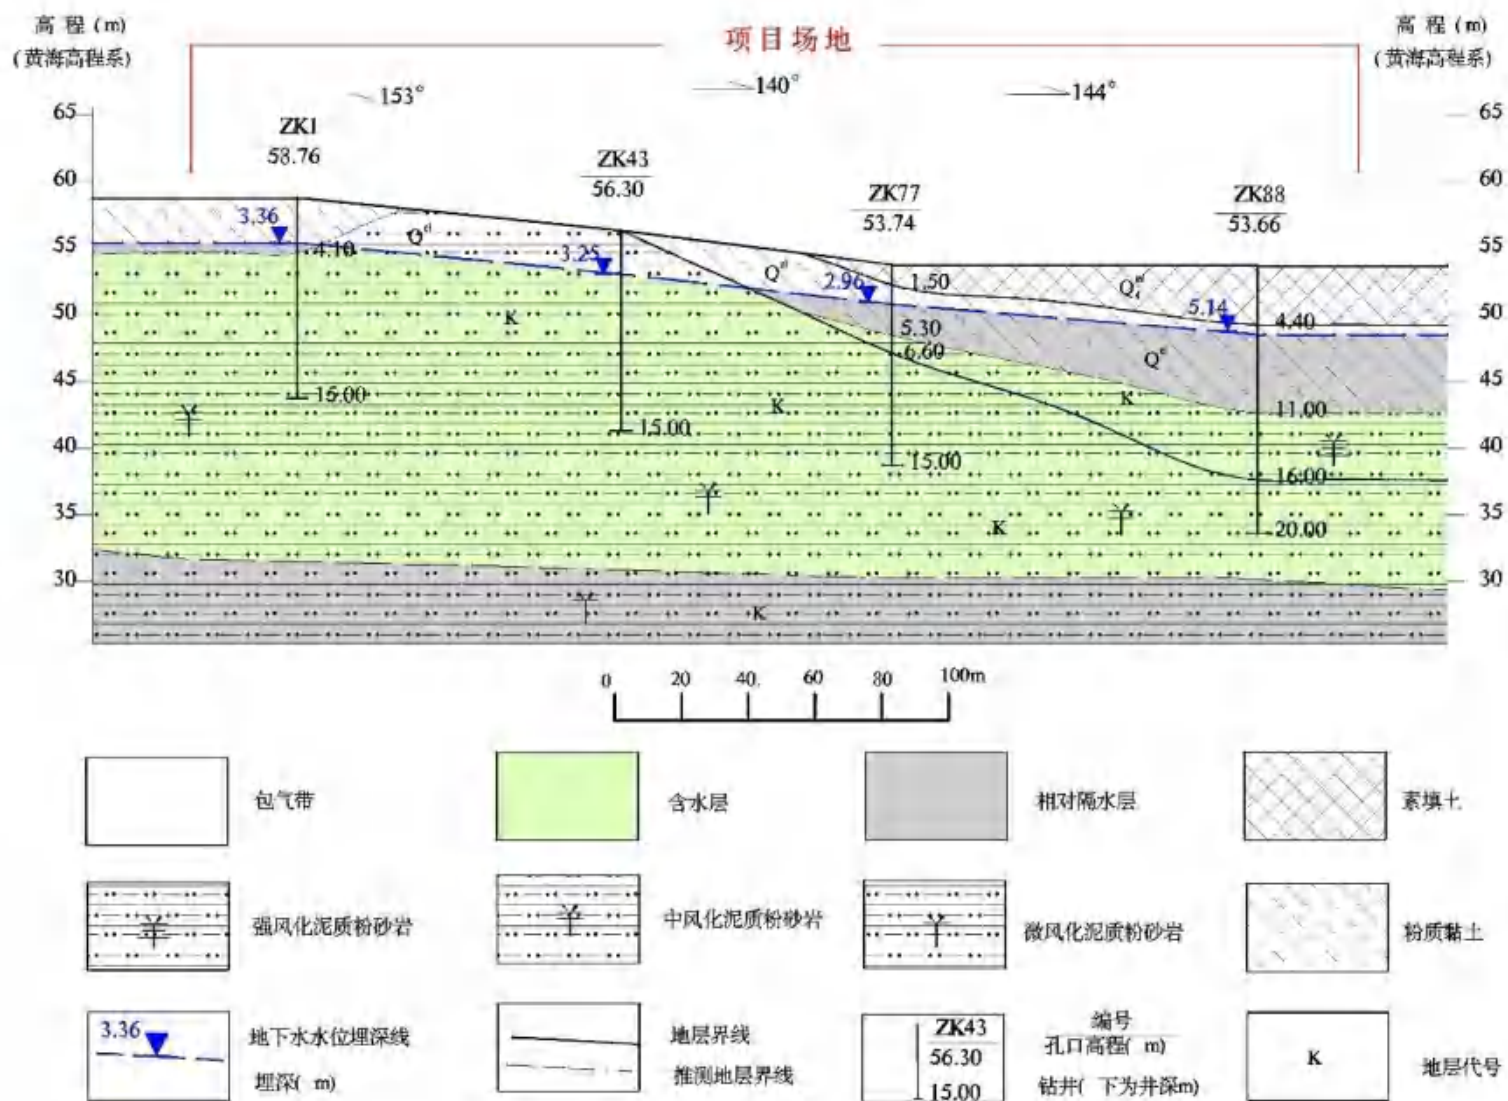 高 程 (m)
(黄海高程系)
项目场地
高 程 (m)
(黄海高程系)
153°
140°
144°
65
65
ZK1
58.76
ZK43
56.30
ZK77
53.74
ZK88
53.66
60
60
3.36
4.10
Q
55
55
3.25
Q
2.96
1.50
Q
5.14
50
50
K
5.30
4.40
6.60
Q
45
45
15.00
K
K
11.00
15.00
40
40
15.00
16.00
35
35
K
20.00
30
30
K
0 20 40 60 80 100m
包气带
含水层
相对隔水层
素填土
强风化泥质粉砂岩
中风化泥质粉砂岩
微风化泥质粉砂岩
粉质黏土
3.36
地下水水位埋深线
埋深( m)
地层界线
推测地层界线
ZK43
56.30
15.00
编号
孔口高程( m)
钻井( 下为井深m)
K
地层代号